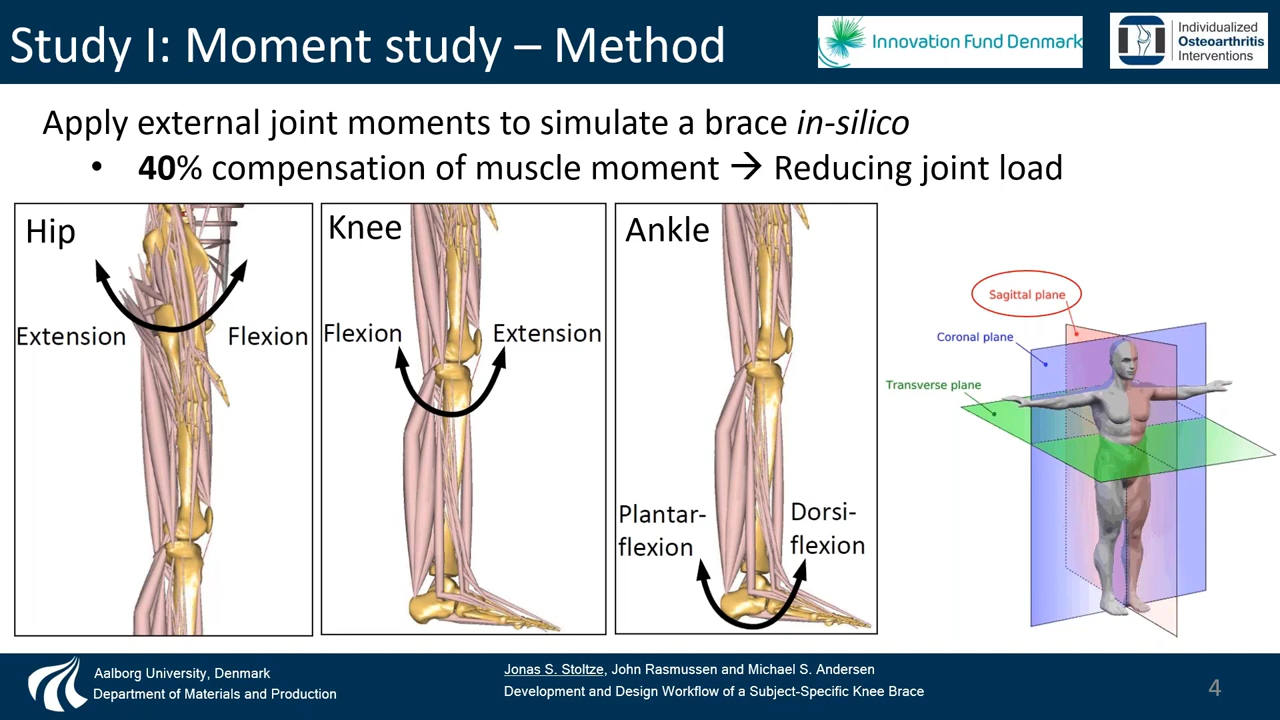 Study I: Moment study – Method
Innovation Fund Denmark
Individualized
Osteoarthritis
Interventions
Apply external joint moments to simulate a brace in-silico
• 40% compensation of muscle moment → Reducing joint load
Hip
Extension
Flexion
Knee
Flexion
Extension
Ankle
Plantar-
flexion
Dorsi-
flexion
Sagittal plane
Coronal plane
Transverse plane
Aalborg University, Denmark
Department of Materials and Production
Jonas S. Stoltze, John Rasmussen and Michael S. Andersen
Development and Design Workflow of a Subject-Specific Knee Brace
4